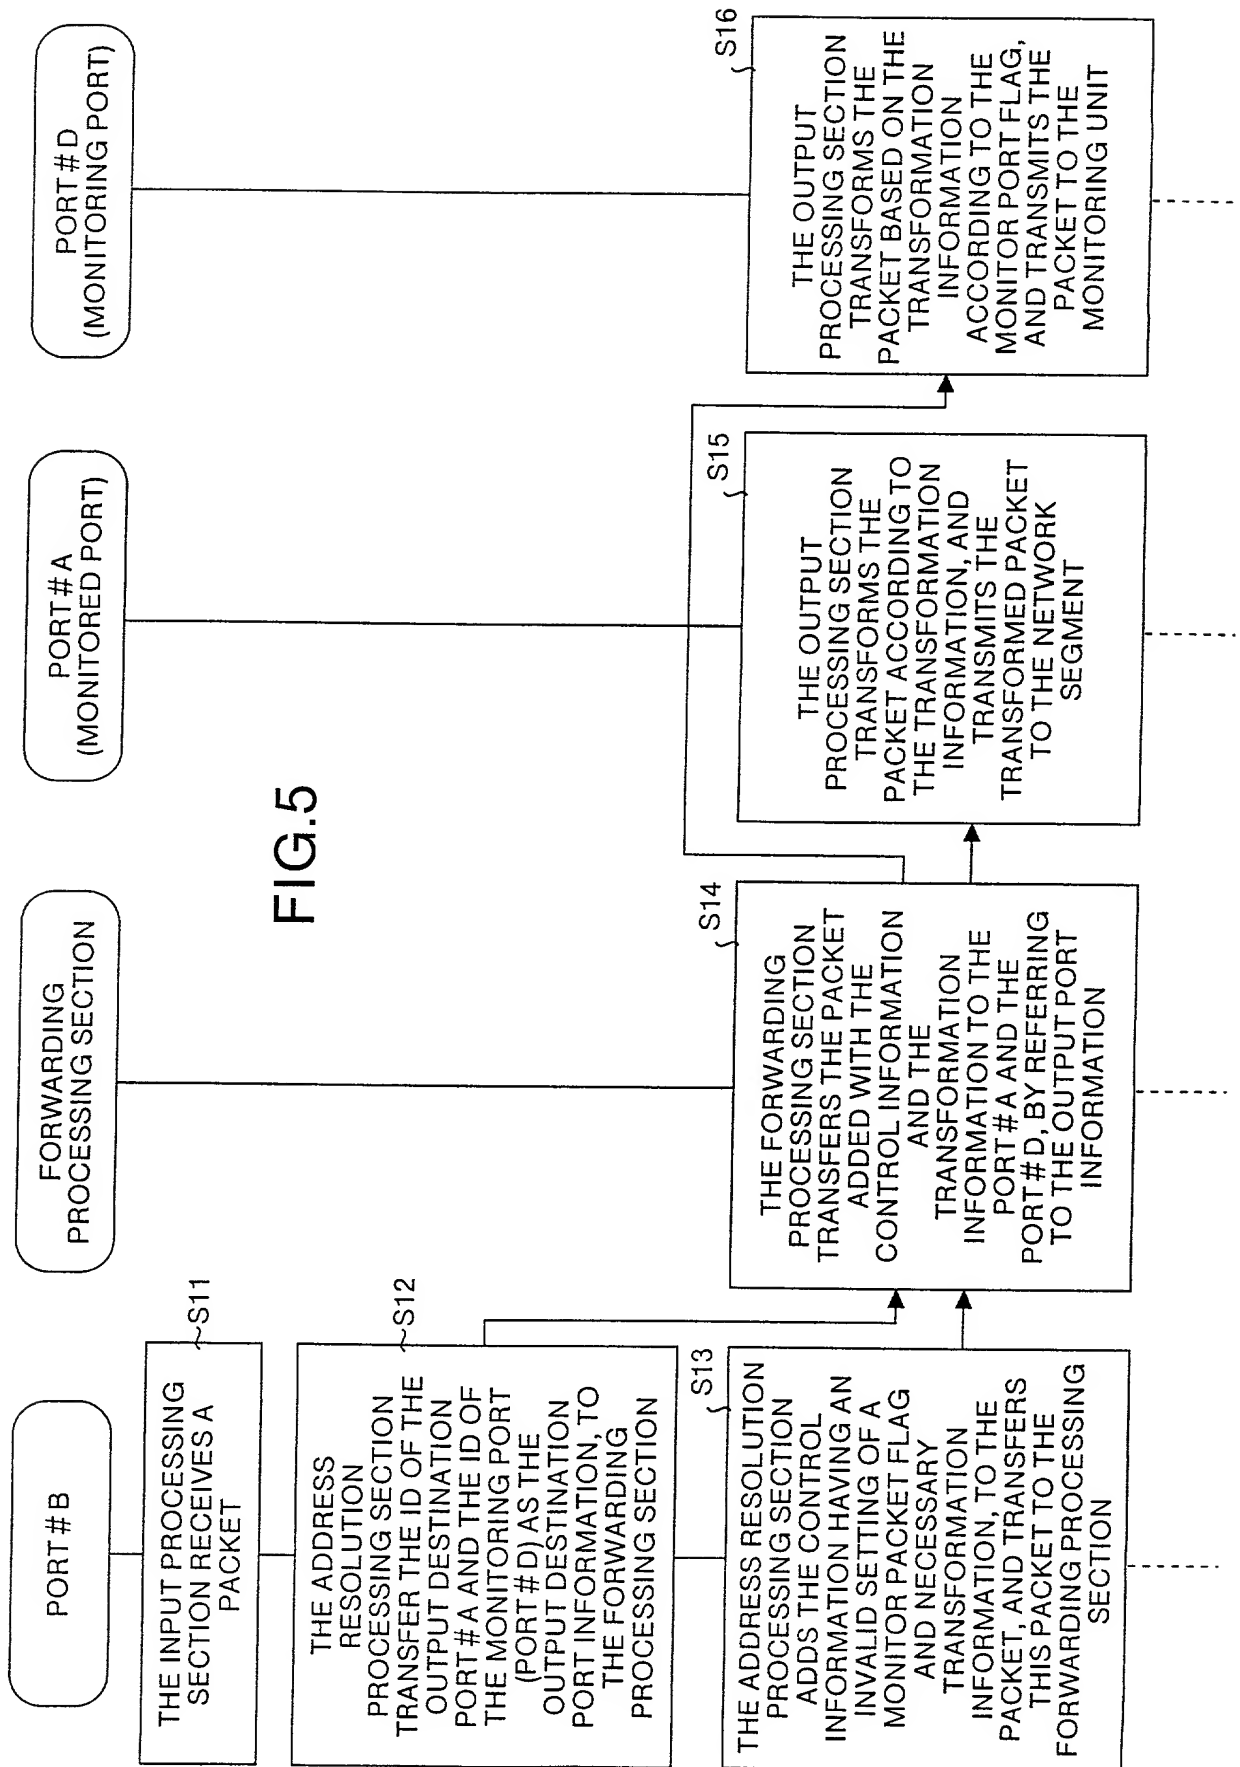 FIG.5
PORT#B
FORWARDING
PROCESSING SECTION
PORT#A
(MONITORED PORT)
PORT#D
(MONITORING PORT)
S11
THE INPUT PROCESSING
SECTION RECEIVES A
PACKET
S12
THE ADDRESS
RESOLUTION
PROCESSING SECTION
TRANSFER THE ID OF THE
OUTPUT DESTINATION
PORT#A AND THE ID OF
THE MONITORING PORT
(PORT#D) AS THE
OUTPUT DESTINATION
PORT INFORMATION, TO
THE FORWARDING
PROCESSING SECTION
S13
THE ADDRESS RESOLUTION
PROCESSING SECTION
ADDS THE CONTROL
INFORMATION HAVING AN
INVALID SETTING OF A
MONITOR PACKET FLAG
AND NECESSARY
TRANSFORMATION
INFORMATION, TO THE
PACKET, AND TRANSFERS
THIS PACKET TO THE
FORWARDING PROCESSING
SECTION
S14
THE FORWARDING
PROCESSING SECTION
TRANSFERS THE PACKET
ADDED WITH THE
CONTROL INFORMATION
AND THE
TRANSFORMATION
INFORMATION TO THE
PORT#A AND THE
PORT#D, BY REFERRING
TO THE OUTPUT PORT
INFORMATION
S15
THE OUTPUT
PROCESSING SECTION
TRANSFORMS THE
PACKET ACCORDING TO
THE TRANSFORMATION
INFORMATION, AND
TRANSMITS THE
TRANSFORMED PACKET
TO THE NETWORK
SEGMENT
S16
THE OUTPUT
PROCESSING SECTION
TRANSFORMS THE
PACKET BASED ON THE
TRANSFORMATION
INFORMATION
ACCORDING TO THE
MONITOR PORT FLAG,
AND TRANSMITS THE
PACKET TO THE
MONITORING UNIT